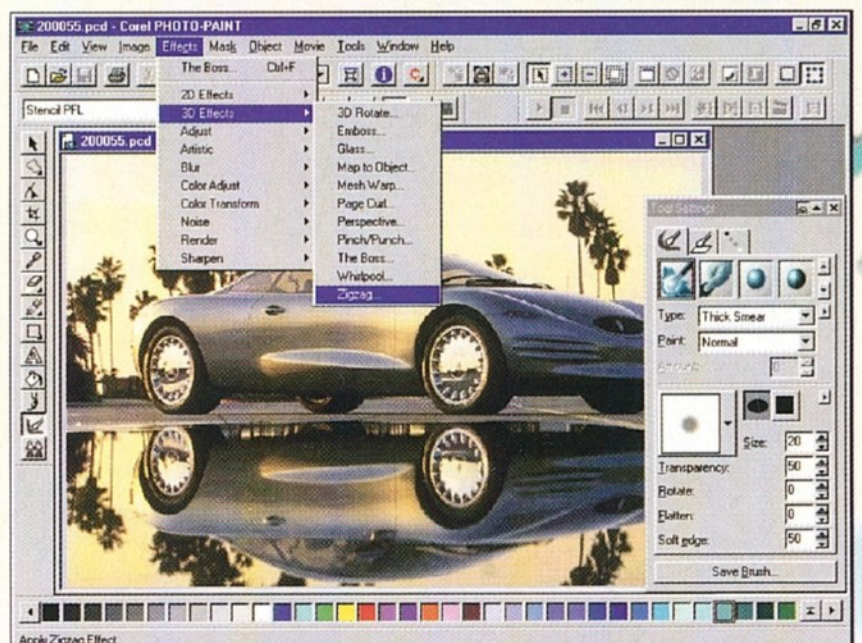 200055.pcd - Corel PHOTO-PAINT
File Edit View Image Effects Mask Object Movie Tools Window Help
The Boss... Ctrl+F
2D Effects
3D Effects
Adjust
Artistic
Blur
Color Adjust
Color Transform
Noise
Render
Sharpen
3D Rotate...
Emboss...
Glass...
Map to Object...
Mesh Warp...
Page Curl...
Perspective...
Pinch/Punch...
The Boss...
Whirlpool...
Zigzag...
Stencil PFL
200055.pcd
Tool Settings
Type: Thick Smear
Paint: Normal
Amount: 0
Size: 20
Transparency: 50
Rotate: 0
Flatten: 0
Soft edge: 50
Save Brush...
Apply Zigzag Effect